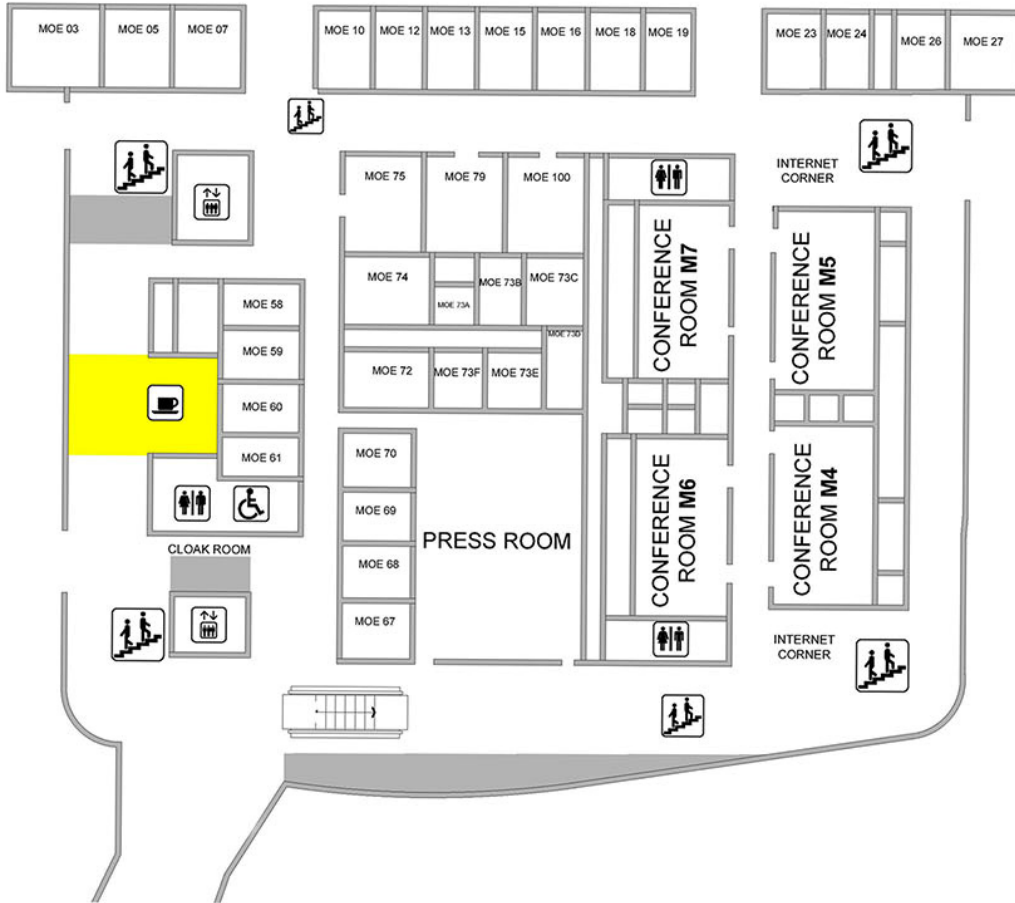 MOE 03
MOE 05
MOE 07
MOE 10
MOE 12
MOE 13
MOE 15
MOE 16
MOE 18
MOE 19
MOE 23
MOE 24
MOE 26
MOE 27
INTERNET
CORNER
MOE 75
MOE 79
MOE 100
MOE 74
MOE 73A
MOE 73B
MOE 73C
MOE 73D
MOE 72
MOE 73F
MOE 73E
CONFERENCE
ROOM M7
CONFERENCE
ROOM M5
MOE 58
MOE 59
MOE 60
MOE 61
CLOAK ROOM
MOE 70
MOE 69
MOE 68
MOE 67
PRESS ROOM
CONFERENCE
ROOM M6
CONFERENCE
ROOM M4
INTERNET
CORNER